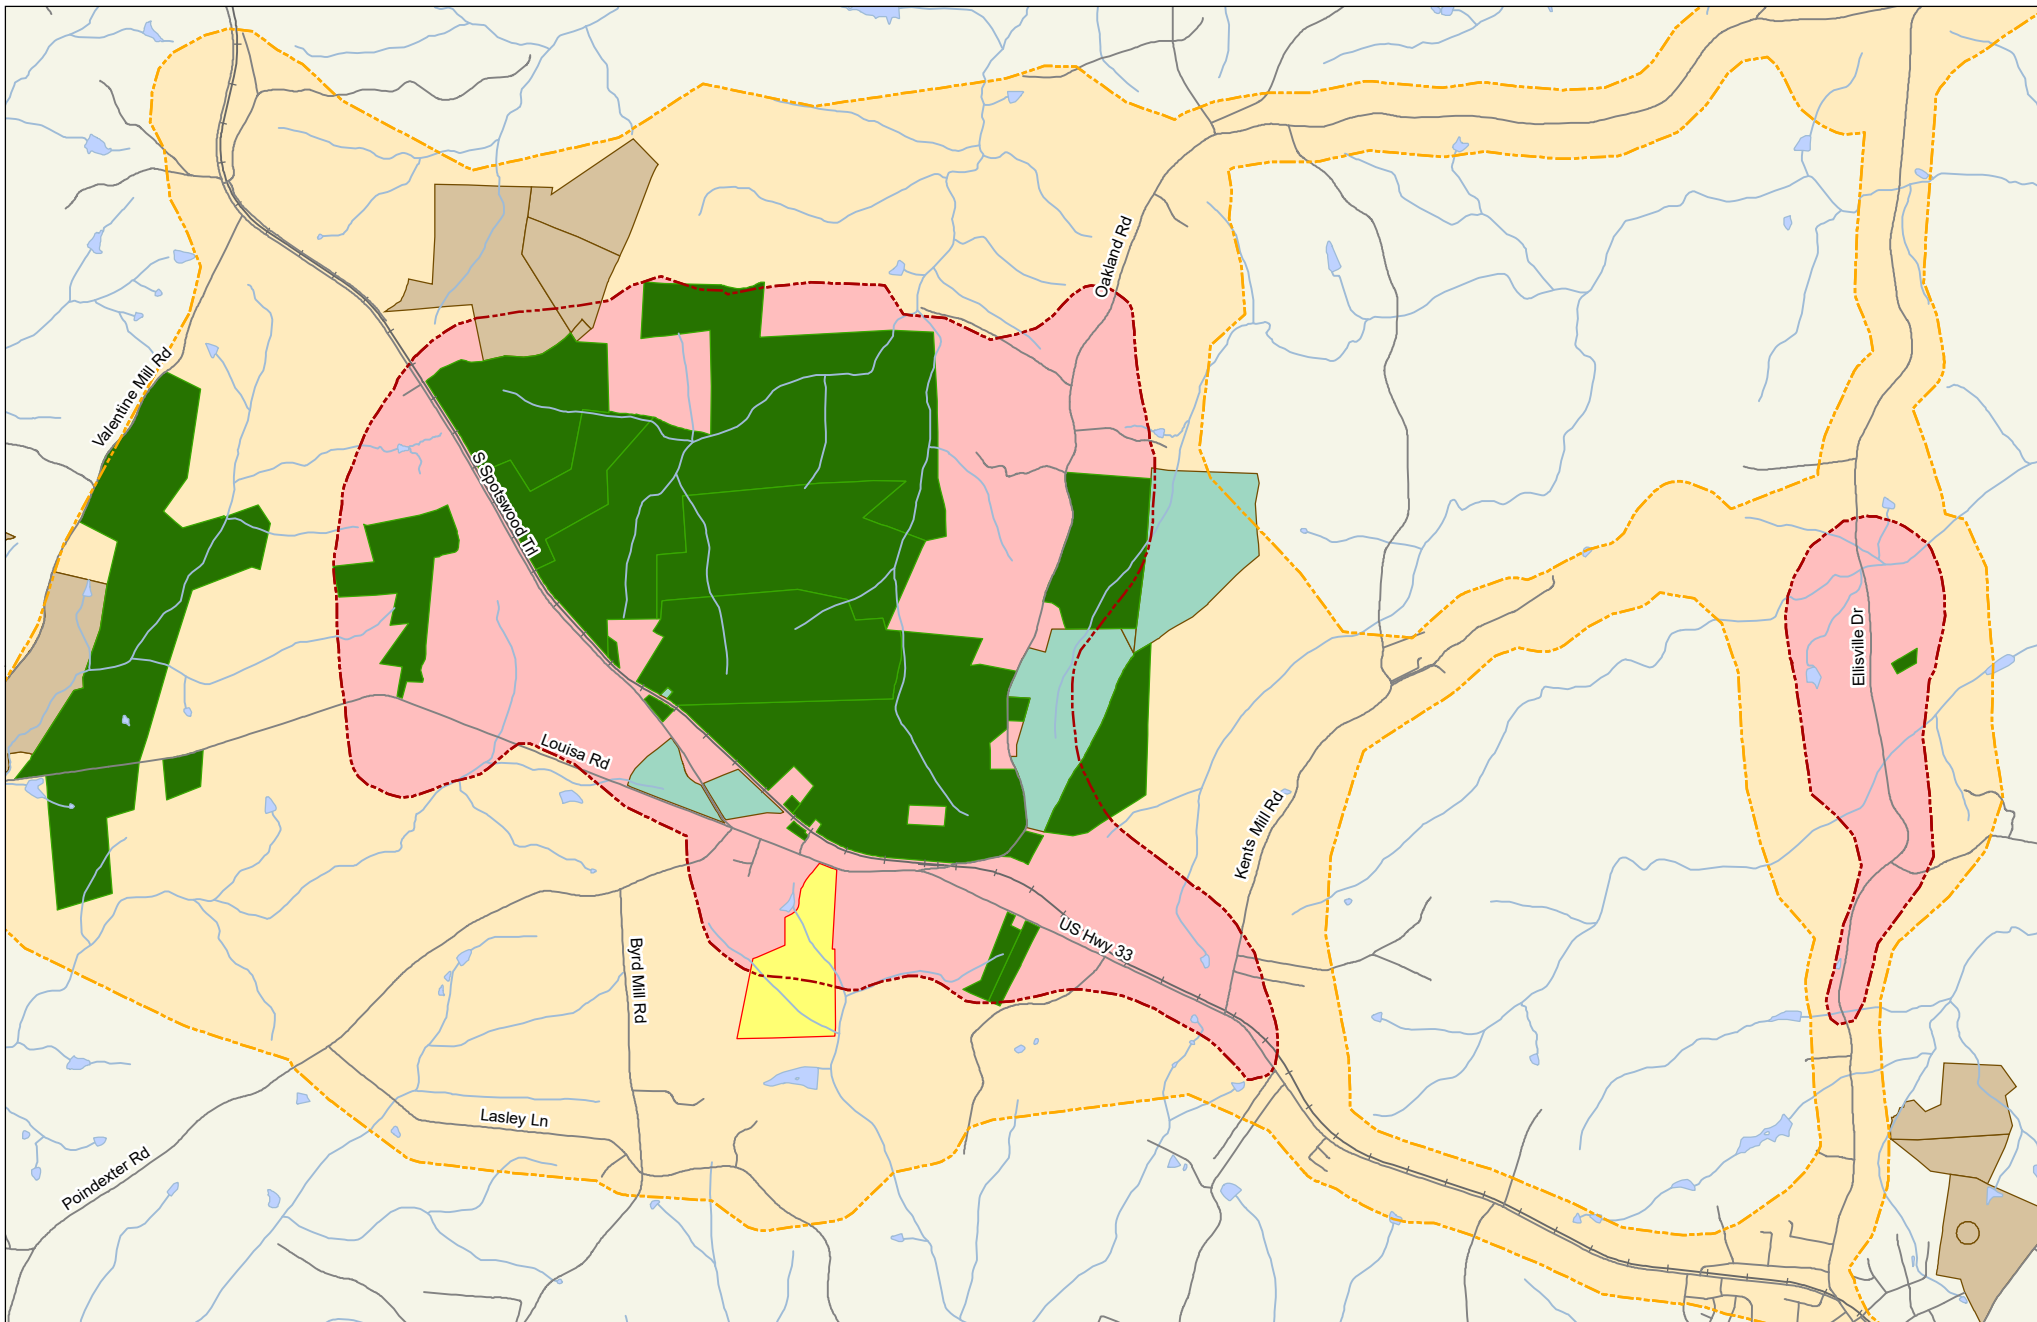 Oakland Rd
Valentine Mill Rd
S Spotswood Trl
Ellisville Dr
Louisa Rd
Kents Mill Rd
US Hwy 33
Byrd Mill Rd
Lasley Ln
Poindexter Rd